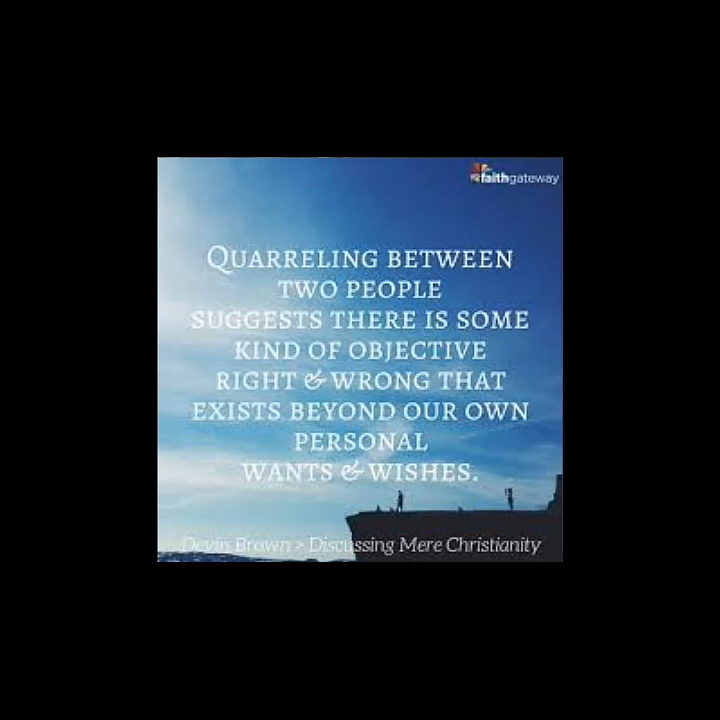 faithgateway
QUARRELING BETWEEN
TWO PEOPLE
SUGGESTS THERE IS SOME
KIND OF OBJECTIVE
RIGHT & WRONG THAT
EXISTS BEYOND OUR OWN
PERSONAL
WANTS & WISHES.
Devin Brown > Discussing Mere Christianity